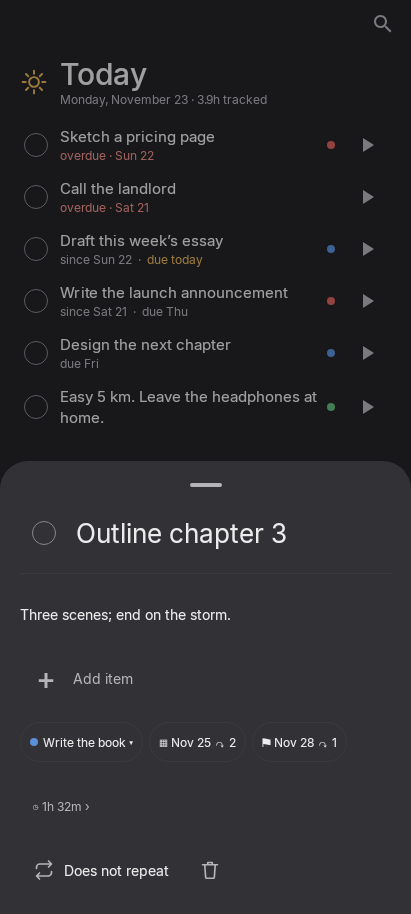 Today
Monday, November 23 · 3.9h tracked
Sketch a pricing page
overdue · Sun 22
Call the landlord
overdue · Sat 21
Draft this week’s essay
since Sun 22 · due today
Write the launch announcement
since Sat 21 · due Thu
Design the next chapter
due Fri
Easy 5 km. Leave the headphones at
home.
Outline chapter 3
Three scenes; end on the storm.
Add item
Write the book Nov 25 2 Nov 28 1
1h 32m
Does not repeat